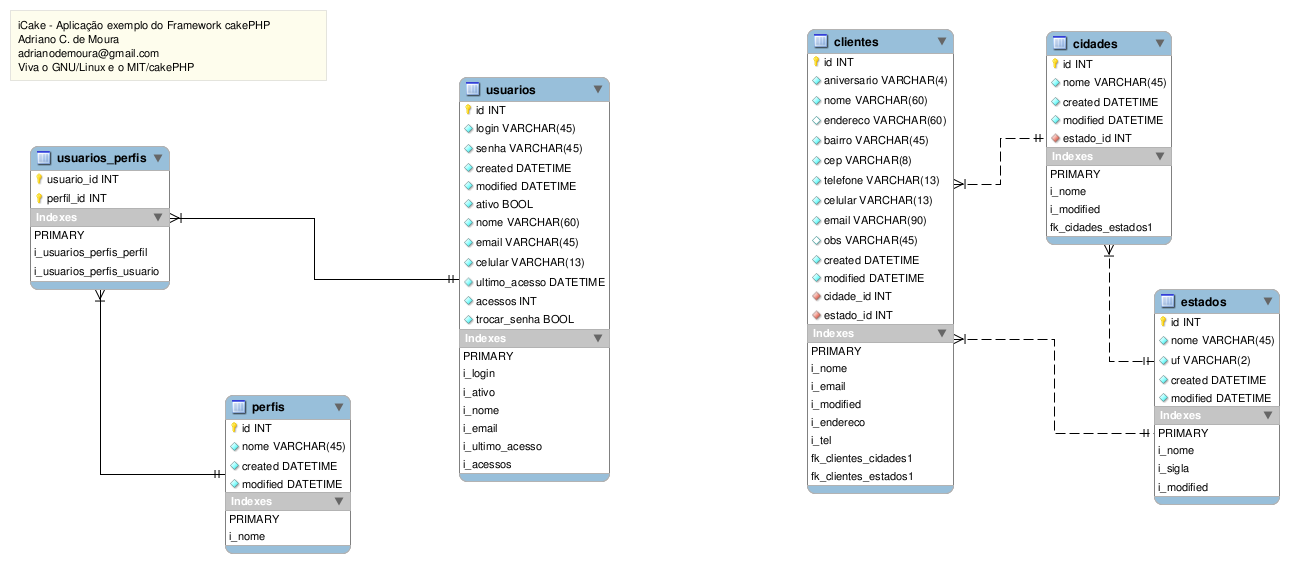 iCake - Aplicação exemplo do Framework cakePHP
Adriano C. de Moura
adrianodemoura@gmail.com
Viva o GNU/Linux e o MIT/cakePHP
usuarios_perfis
usuario_id INT
perfil_id INT
Indexes
PRIMARY
i_usuarios_perfis_perfil
i_usuarios_perfis_usuario
perfis
id INT
nome VARCHAR(45)
created DATETIME
modified DATETIME
Indexes
PRIMARY
i_nome
usuarios
id INT
login VARCHAR(45)
senha VARCHAR(45)
created DATETIME
modified DATETIME
ativo BOOL
nome VARCHAR(60)
email VARCHAR(45)
celular VARCHAR(13)
ultimo_acesso DATETIME
acessos INT
trocar_senha BOOL
Indexes
PRIMARY
i_login
i_ativo
i_nome
i_email
i_ultimo_acesso
i_acessos
clientes
id INT
aniversario VARCHAR(4)
nome VARCHAR(60)
endereco VARCHAR(60)
bairro VARCHAR(45)
cep VARCHAR(8)
telefone VARCHAR(13)
celular VARCHAR(13)
email VARCHAR(90)
obs VARCHAR(45)
created DATETIME
modified DATETIME
cidade_id INT
estado_id INT
Indexes
PRIMARY
i_nome
i_email
i_modified
i_endereco
i_tel
fk_clientes_cidades1
fk_clientes_estados1
cidades
id INT
nome VARCHAR(45)
created DATETIME
modified DATETIME
estado_id INT
Indexes
PRIMARY
i_nome
i_modified
fk_cidades_estados1
estados
id INT
nome VARCHAR(45)
uf VARCHAR(2)
created DATETIME
modified DATETIME
Indexes
PRIMARY
i_nome
i_sigla
i_modified